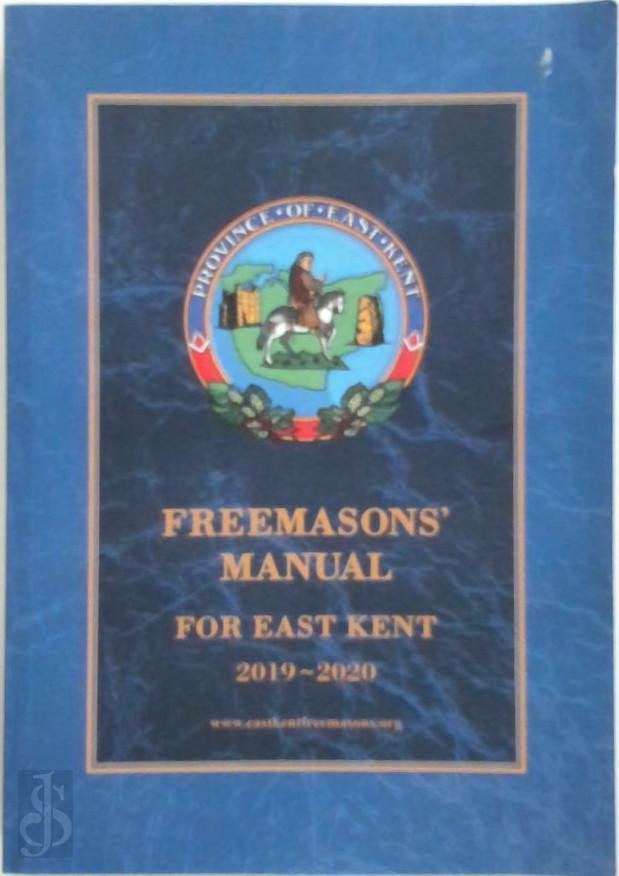 PROVINCE • OF • EAST • KENT
FREEMASONS'
MANUAL
FOR EAST KENT
2019~2020
www.eastkentfreemasons.org